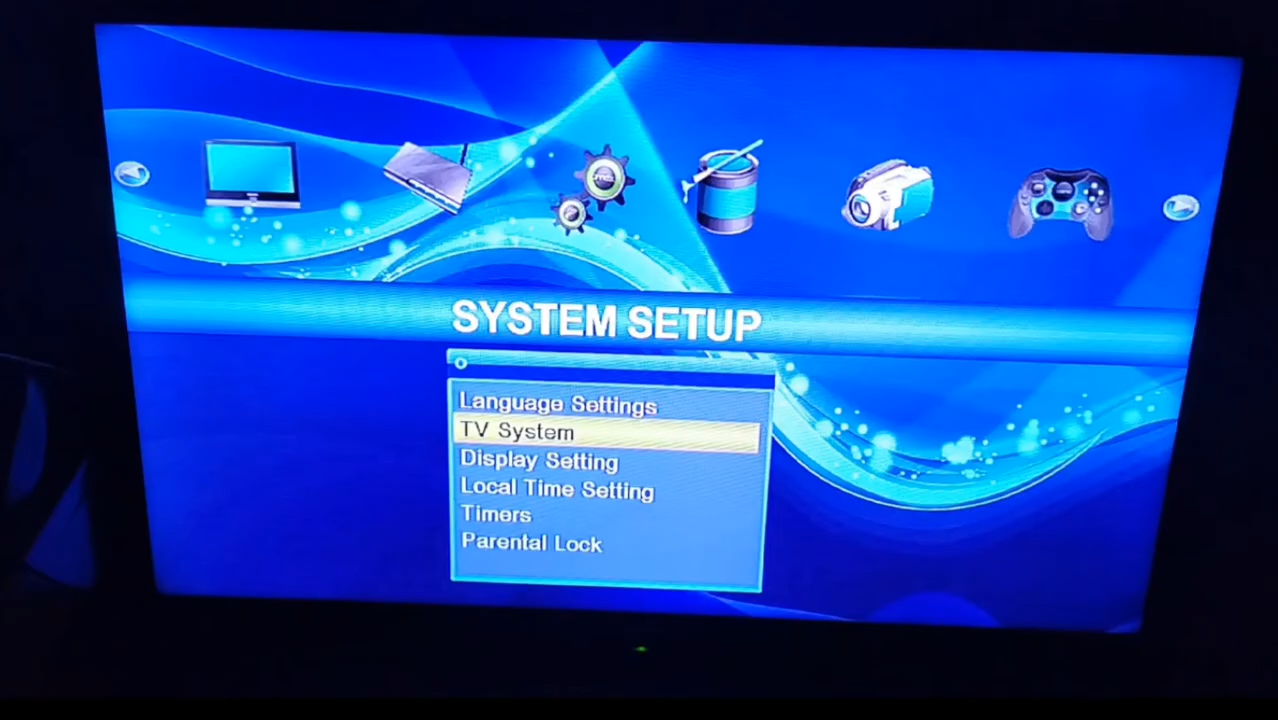 SYSTEM SETUP
Language Settings
TV System
Display Setting
Local Time Setting
Timers
Parental Lock